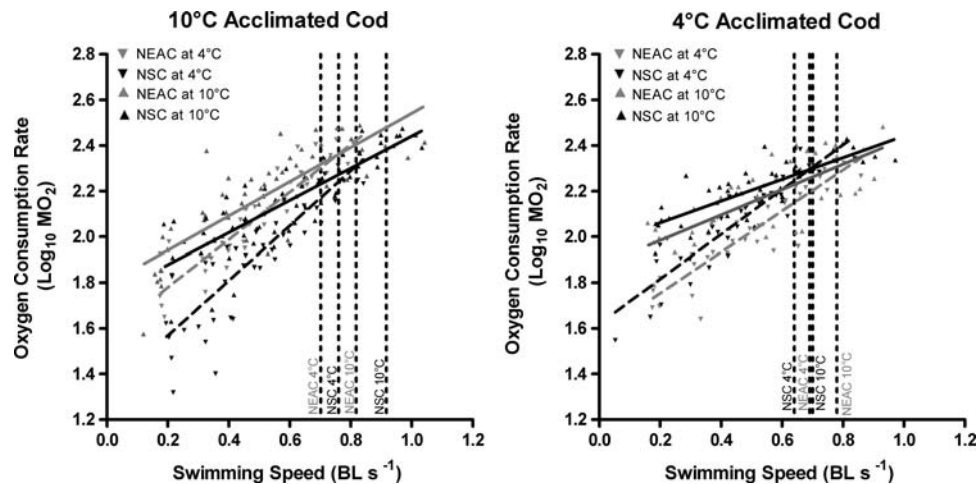 10°C Acclimated Cod
NEAC at 4°C
NSC at 4°C
NEAC at 10°C
NSC at 10°C
Oxygen Consumption Rate
(Log₁₀ MO₂)
2.8
2.6
2.4
2.2
2.0
1.8
1.6
1.4
1.2
NEAC 4°C
NSC 4°C
NEAC 10°C
NSC 10°C
0.0 0.2 0.4 0.6 0.8 1.0 1.2
Swimming Speed (BL s⁻¹)
4°C Acclimated Cod
NEAC at 4°C
NSC at 4°C
NEAC at 10°C
NSC at 10°C
Oxygen Consumption Rate
(Log₁₀ MO₂)
2.8
2.6
2.4
2.2
2.0
1.8
1.6
1.4
1.2
NSC 4°C
NEAC 4°C
NSC 10°C
NEAC 10°C
0.0 0.2 0.4 0.6 0.8 1.0 1.2
Swimming Speed (BL s⁻¹)